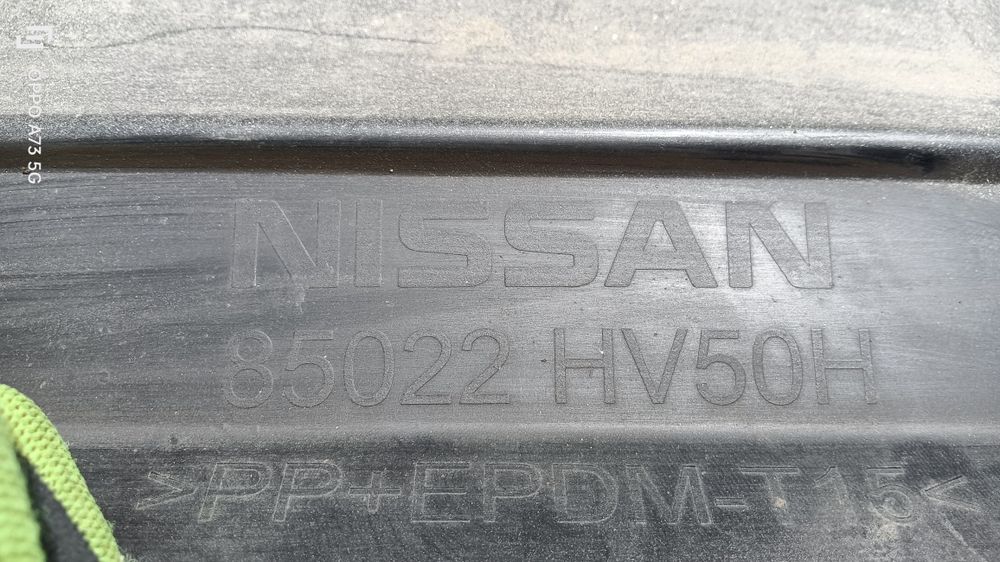 NISSAN
85022 HV50H
>PP+EPDM-T15<
OPPO A73 5G